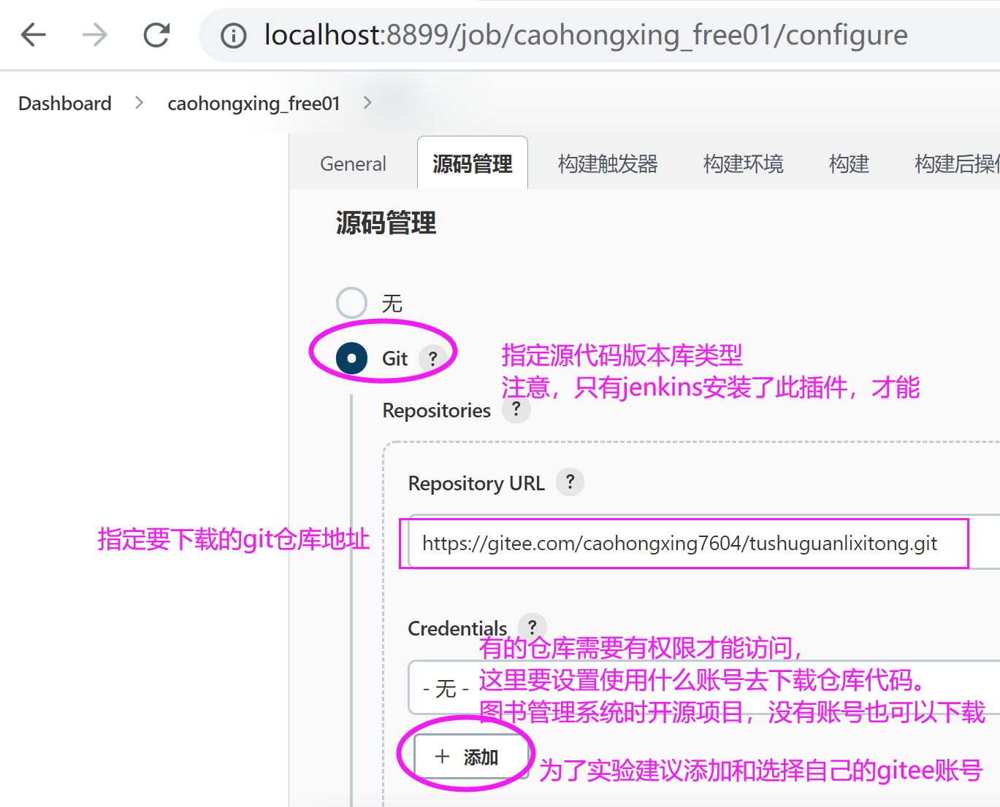 localhost:8899/job/caohongxing_free01/configure
Dashboard > caohongxing_free01 >
General 源码管理 构建触发器 构建环境 构建 构建后操作
源码管理
无
Git ?
指定源代码版本库类型
注意，只有jenkins安装了此插件，才能
Repositories ?
Repository URL ?
指定要下载的git仓库地址
https://gitee.com/caohongxing7604/tushuguanlixitong.git
Credentials ?
有的仓库需要有权限才能访问，
- 无 -
这里要设置使用什么账号去下载仓库代码。
图书管理系统时开源项目，没有账号也可以下载
+ 添加
为了实验建议添加和选择自己的gitee账号